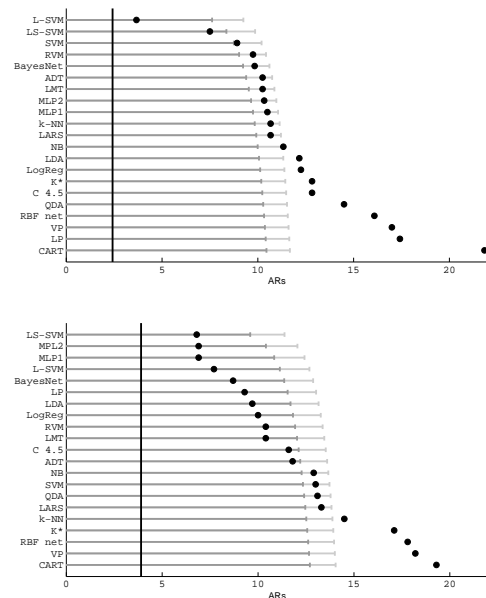 L-SVM
LS-SVM
SVM
RVM
BayesNet
ADT
LMT
MLP2
MLP1
k-NN
LARS
NB
LDA
LogReg
K*
C 4.5
QDA
RBF net
VP
LP
CART
0 5 10 15 20
ARs
LS-SVM
MPL2
MLP1
L-SVM
BayesNet
LP
LDA
LogReg
RVM
LMT
C 4.5
ADT
NB
SVM
QDA
LARS
k-NN
K*
RBF net
VP
CART
0 5 10 15 20
ARs